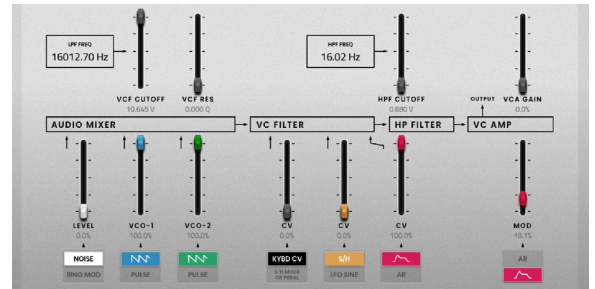 LPF FREQ
16012.70 Hz
HPF FREQ
16.02 Hz
VCF CUTOFF
10.645 V
VCF RES
0.000 Q
HPF CUTOFF
0.680 V
OUTPUT
VCA GAIN
0.0%
AUDIO MIXER
VC FILTER
HP FILTER
VC AMP
LEVEL
0.0%
VCO-1
100.0%
VCO-2
100.0%
CV
0.0%
CV
0.0%
CV
100.0%
MOD
19.1%
NOISE
RING MOD
PULSE
PULSE
KYBD CV
S/H MIXER
OR PEDAL
S/H
LFO SINE
AR
AR